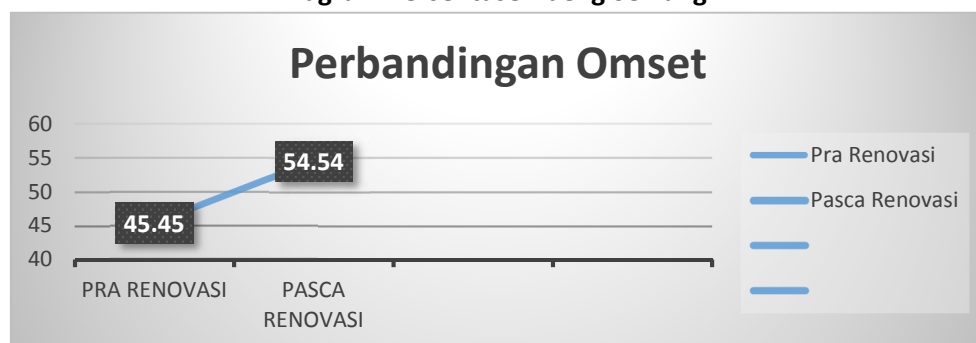 Perbandingan Omset
60
55
50
45
40
54.54
45.45
PRA RENOVASI
PASCA
RENOVASI
Pra Renovasi
Pasca Renovasi